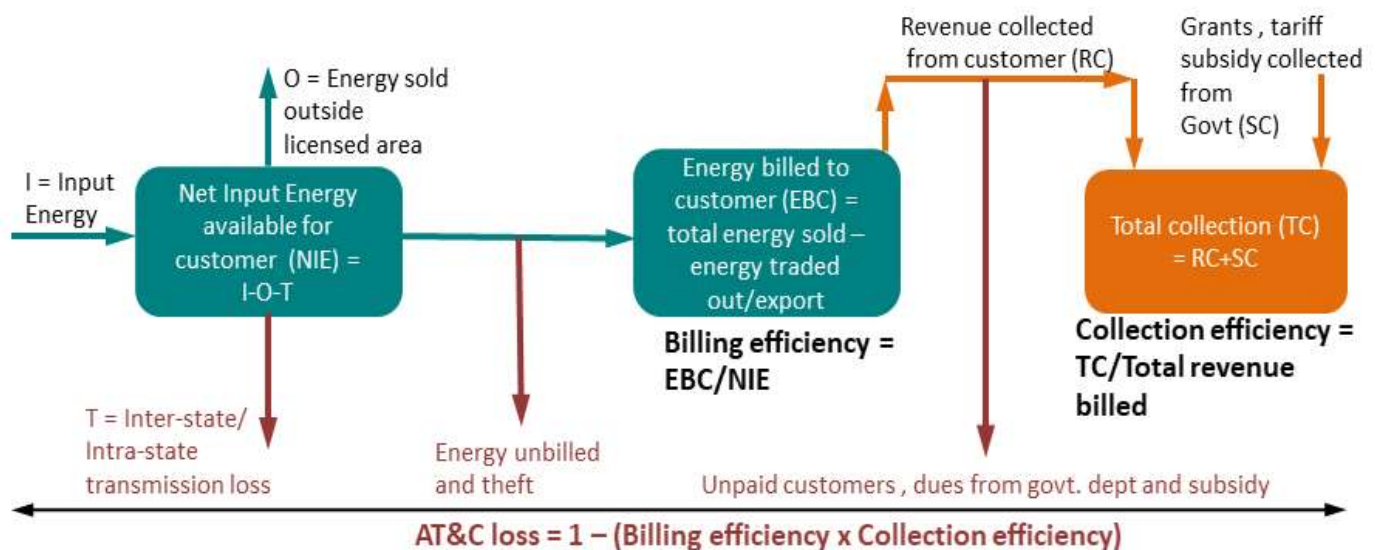 I = Input
Energy
O = Energy sold
outside
licensed area
Net Input Energy
available for
customer (NIE) =
I-O-T
T = Inter-state/
Intra-state
transmission loss
Energy unbilled
and theft
Energy billed to
customer (EBC) =
total energy sold –
energy traded
out/export
Billing efficiency =
EBC/NIE
Revenue collected
from customer (RC)
Grants , tariff
subsidy collected
from
Govt (SC)
Total collection (TC)
= RC+SC
Collection efficiency =
TC/Total revenue
billed
Unpaid customers , dues from govt. dept and subsidy
AT&C loss = 1 – (Billing efficiency x Collection efficiency)